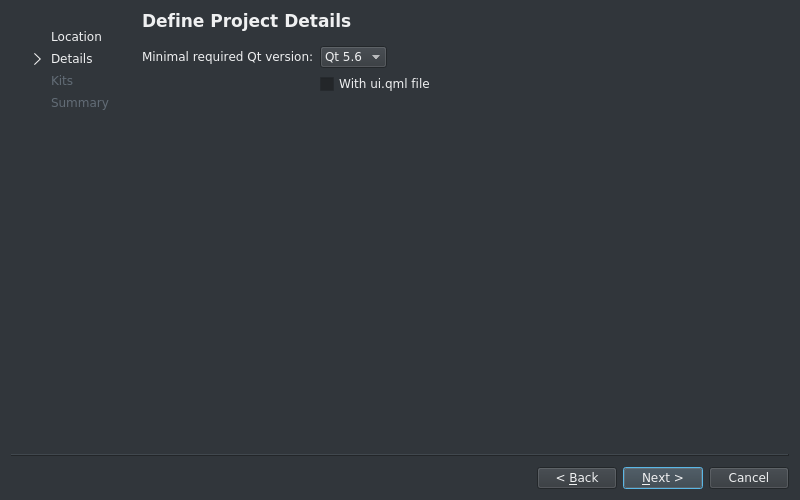 Define Project Details
Location
Details
Kits
Summary
Minimal required Qt version: Qt 5.6
With ui.qml file
< Back Next > Cancel